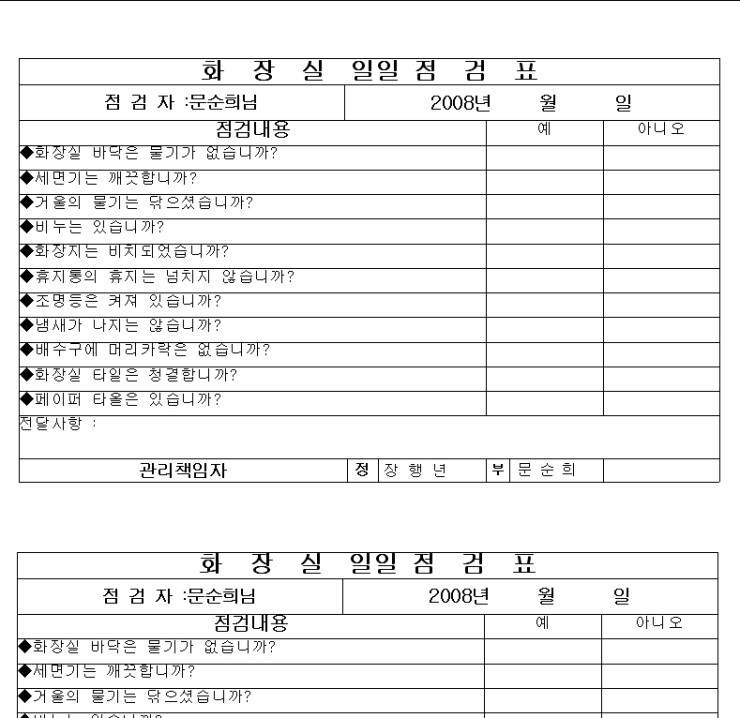 화 장 실 일일 점 검 표
점 검 자 :문순희님 2008년 월 일
점검내용 예 아니오
◆화장실 바닥은 물기가 없습니까?
◆세면기는 깨끗합니까?
◆거울의 물기는 닦으셨습니까?
◆비누는 있습니까?
◆화장지는 비치되었습니까?
◆휴지통의 휴지는 넘치지 않습니까?
◆조명등은 켜져 있습니까?
◆냄새가 나지는 않습니까?
◆배수구에 머리카락은 없습니까?
◆화장실 타일은 청결합니까?
◆페이퍼 타올은 있습니까?
전달사항 :
관리책임자 정 장 행 년 부 문 순 희
화 장 실 일일 점 검 표
점 검 자 :문순희님 2008년 월 일
점검내용 예 아니오
◆화장실 바닥은 물기가 없습니까?
◆세면기는 깨끗합니까?
◆거울의 물기는 닦으셨습니까?